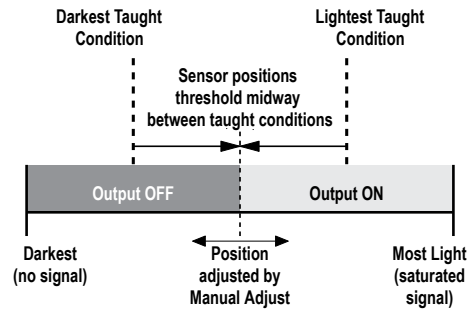 Darkest Taught
Condition
Lightest Taught
Condition
Sensor positions
threshold midway
between taught conditions
Output OFF
Output ON
Darkest
(no signal)
Position
adjusted by
Manual Adjust
Most Light
(saturated
signal)